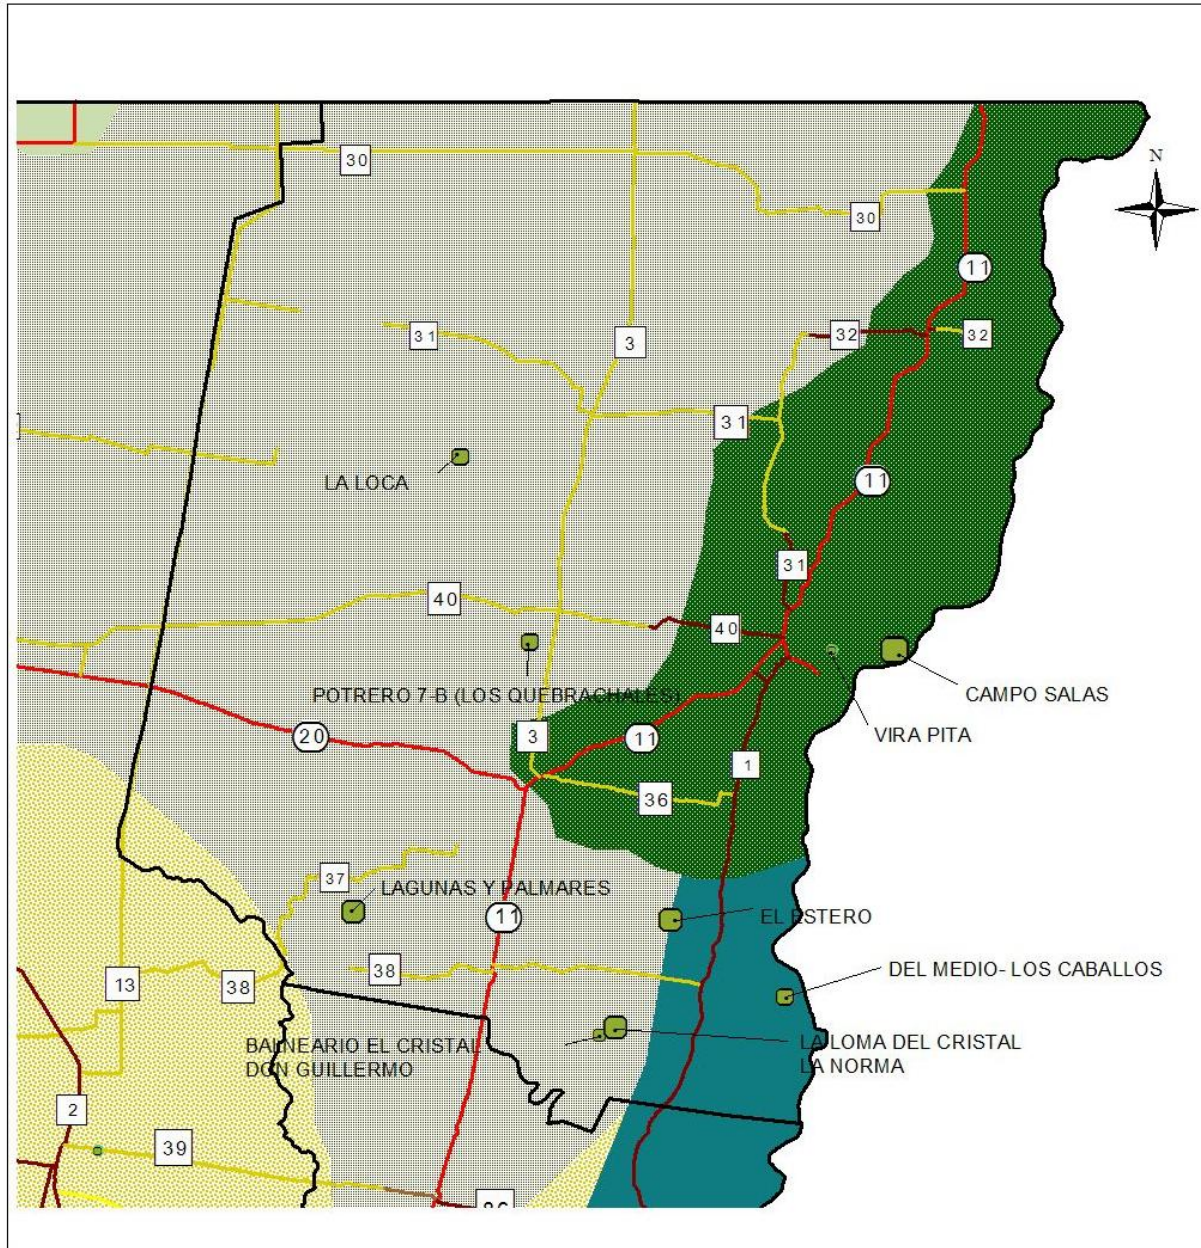 N
30
30
11
31
3
32
32
31
LA LOCA
11
31
40
40
POTRERO 7-B (LOS QUEBRACHALES)
CAMPO SALAS
VIRA PITA
20
3
11
1
36
37
LAGUNAS Y PALMARES
11
EL ESTERO
13
38
38
DEL MEDIO- LOS CABALLOS
BALNEARIO EL CRISTAL
DON GUILLERMO
LA LOMA DEL CRISTAL
LA NORMA
2
39